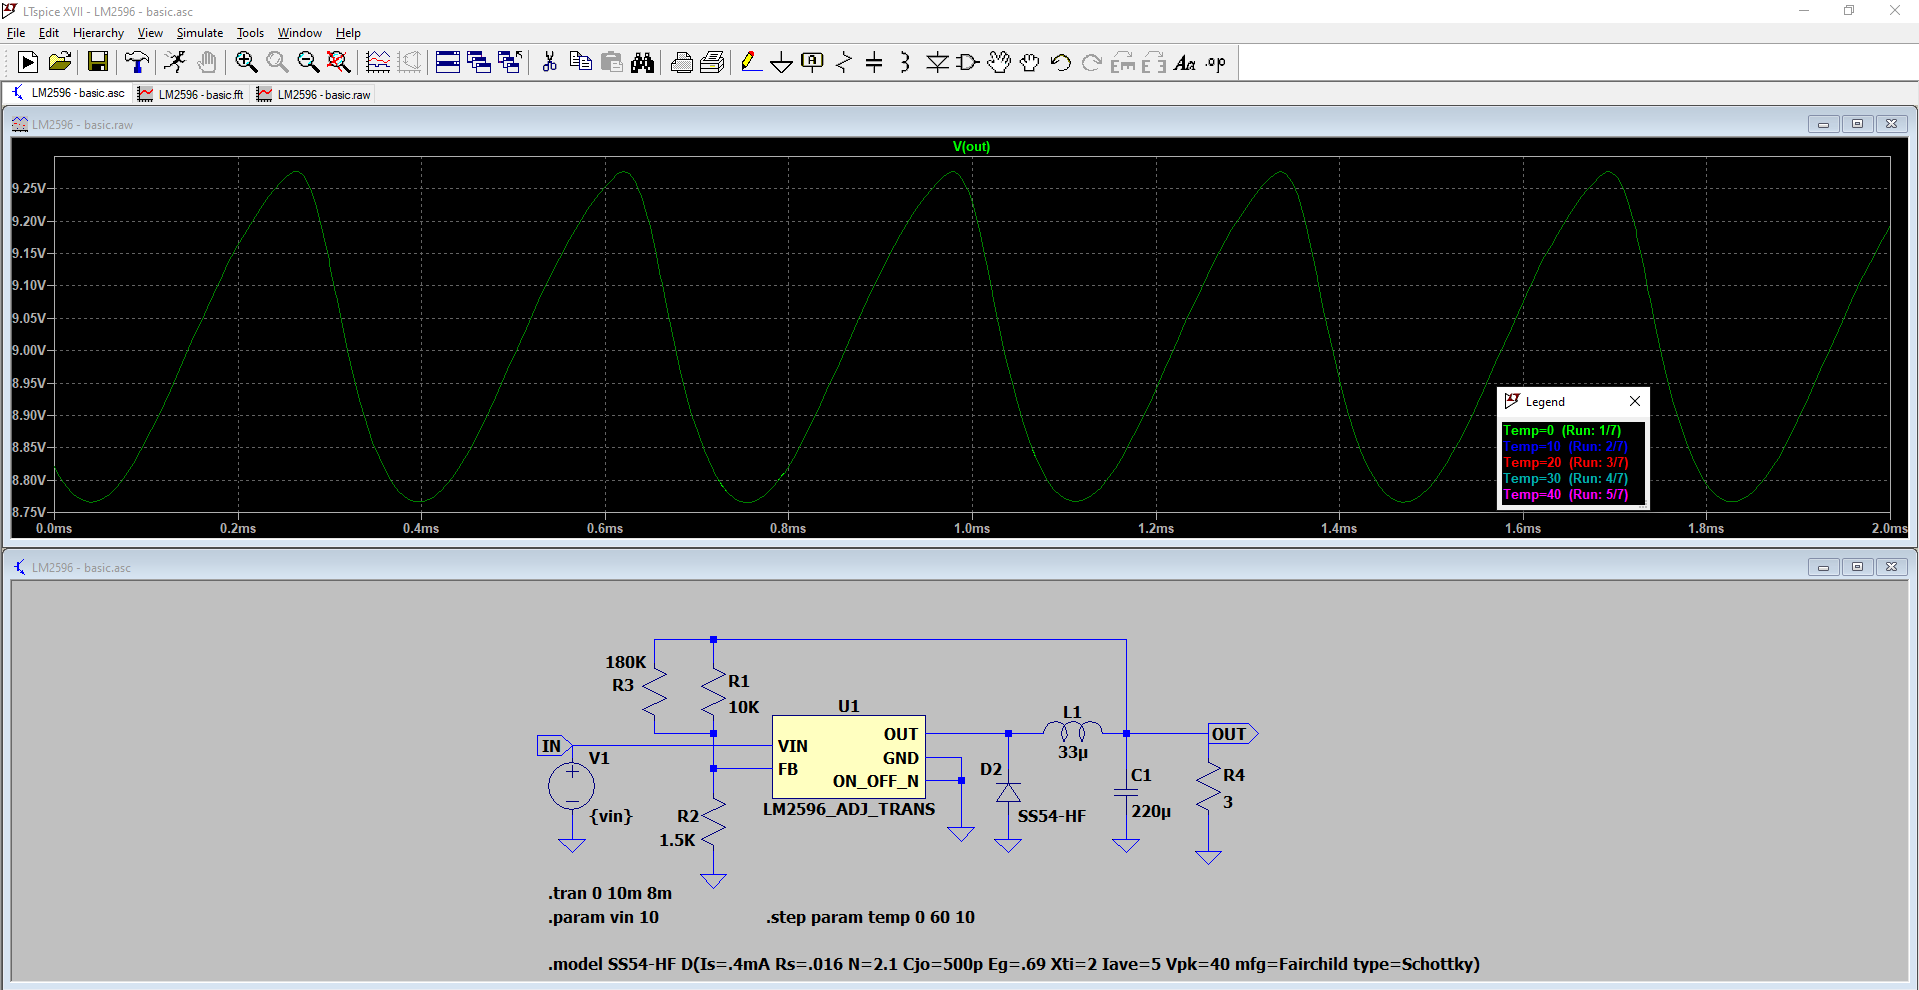 LTspice XVII - LM2596 - basic.asc
File Edit Hierarchy View Simulate Tools Window Help
LM2596 - basic.asc LM2596 - basic.fft LM2596 - basic.raw
LM2596 - basic.raw
V(out)
9.25V
9.20V
9.15V
9.10V
9.05V
9.00V
8.95V
8.90V
8.85V
8.80V
8.75V
0.0ms 0.2ms 0.4ms 0.6ms 0.8ms 1.0ms 1.2ms 1.4ms 1.6ms 1.8ms 2.0ms
Legend
Temp=0 (Run: 1/7)
Temp=10 (Run: 2/7)
Temp=20 (Run: 3/7)
Temp=30 (Run: 4/7)
Temp=40 (Run: 5/7)
LM2596 - basic.asc
180K
R3
R1
10K
U1
IN
VIN
FB
OUT
GND
ON_OFF_N
LM2596_ADJ_TRANS
V1
{vin}
R2
1.5K
D2
SS54-HF
L1
33µ
C1
220µ
OUT
R4
3
.tran 0 10m 8m
.param vin 10
.step param temp 0 60 10
.model SS54-HF D(Is=.4mA Rs=.016 N=2.1 Cjo=500p Eg=.69 Xti=2 Iave=5 Vpk=40 mfg=Fairchild type=Schottky)